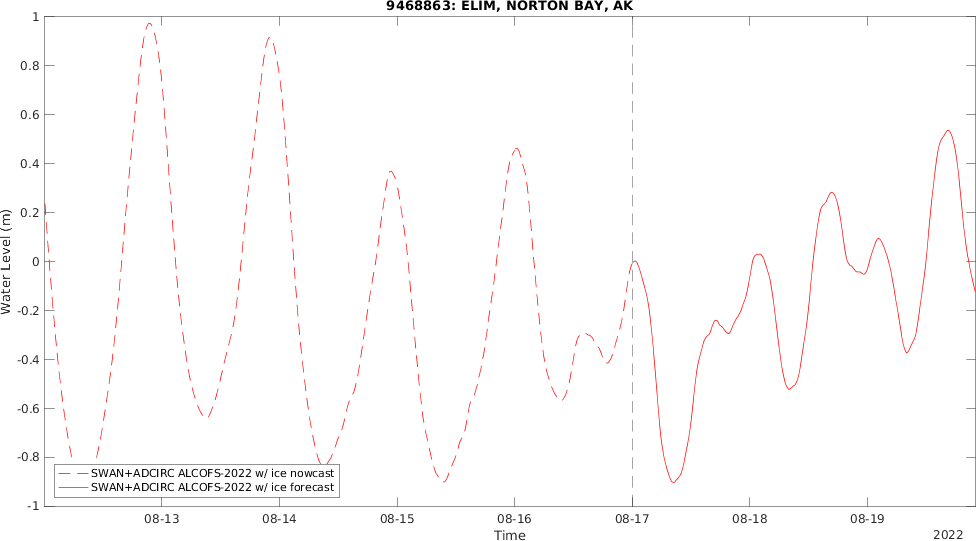 9468863: ELIM, NORTON BAY, AK
Water Level (m)
1
0.8
0.6
0.4
0.2
0
-0.2
-0.4
-0.6
-0.8
-1
SWAN+ADCIRC ALCOFS-2022 w/ ice nowcast
SWAN+ADCIRC ALCOFS-2022 w/ ice forecast
08-13 08-14 08-15 08-16 08-17 08-18 08-19
Time
2022